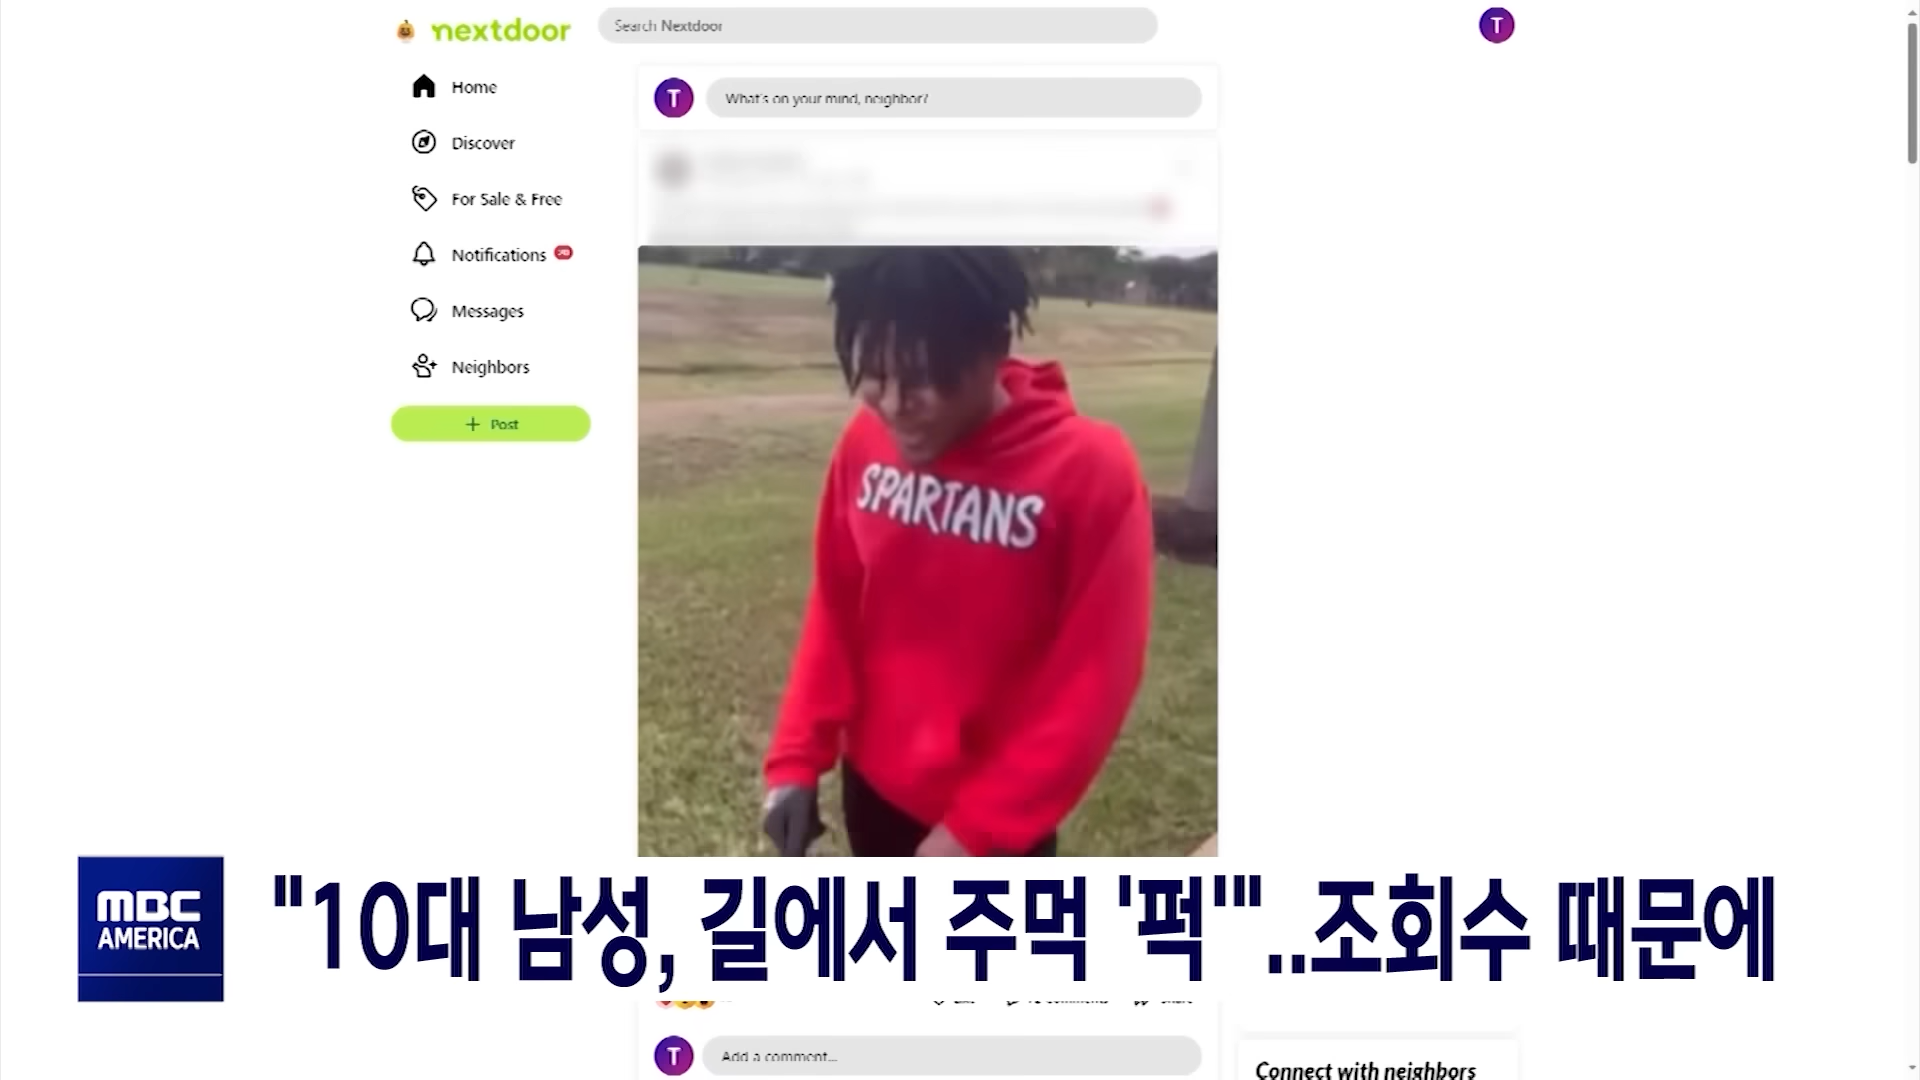 nextdoor
Search Nextdoor
T
Home
Discover
For Sale & Free
Notifications
Messages
Neighbors
+ Post
T
What's on your mind, neighbor?
SPARTANS
MBC
AMERICA
"10대 남성, 길에서 주먹 '퍽'"..조회수 때문에
T
Add a comment...
Connect with neighbors